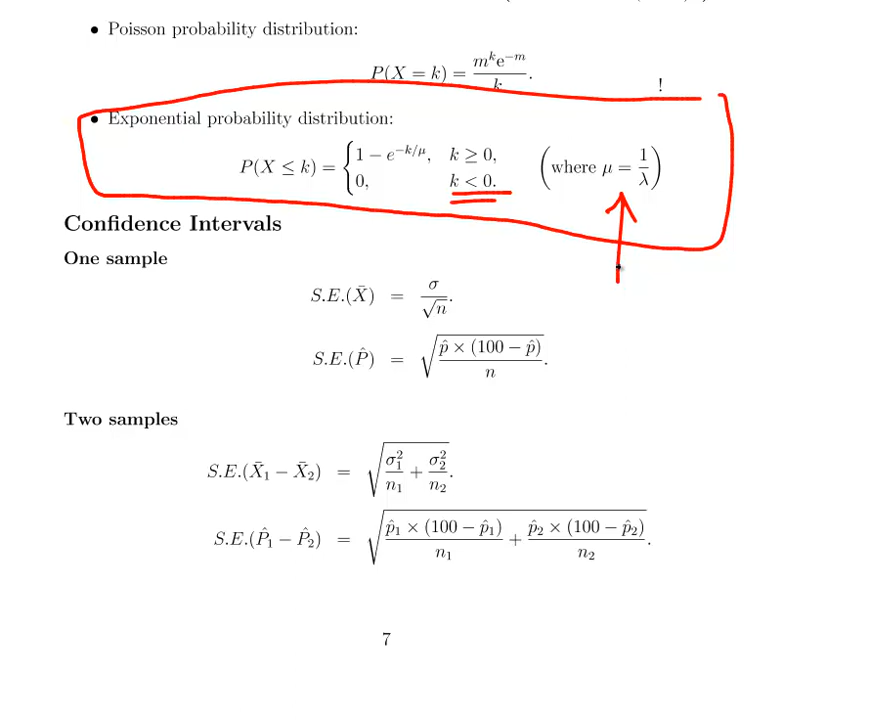 • Poisson probability distribution:
P(X = k) = m^k e^{-m} / k .
!
• Exponential probability distribution:
P(X ≤ k) = { 1 − e^{−k/μ}, k ≥ 0, (where μ = 1/λ)
0, k < 0.
Confidence Intervals
One sample
S.E.(X̄) = σ/√n.
S.E.(P̂) = √(p̂ × (100 − p̂) / n).
Two samples
S.E.(X̄₁ − X̄₂) = √(σ₁²/n₁ + σ₂²/n₂).
S.E.(P̂₁ − P̂₂) = √(p̂₁ × (100 − p̂₁) / n₁ + p̂₂ × (100 − p̂₂) / n₂).
7